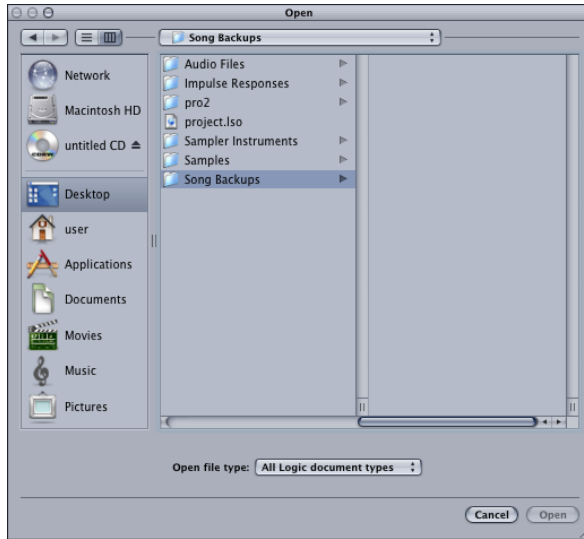 Open
Song Backups
Network
Macintosh HD
untitled CD
CDRW
Desktop
user
Applications
Documents
Movies
Music
Pictures
Audio Files
Impulse Responses
pro2
project.lso
Sampler Instruments
Samples
Song Backups
Open file type: All Logic document types
Cancel Open